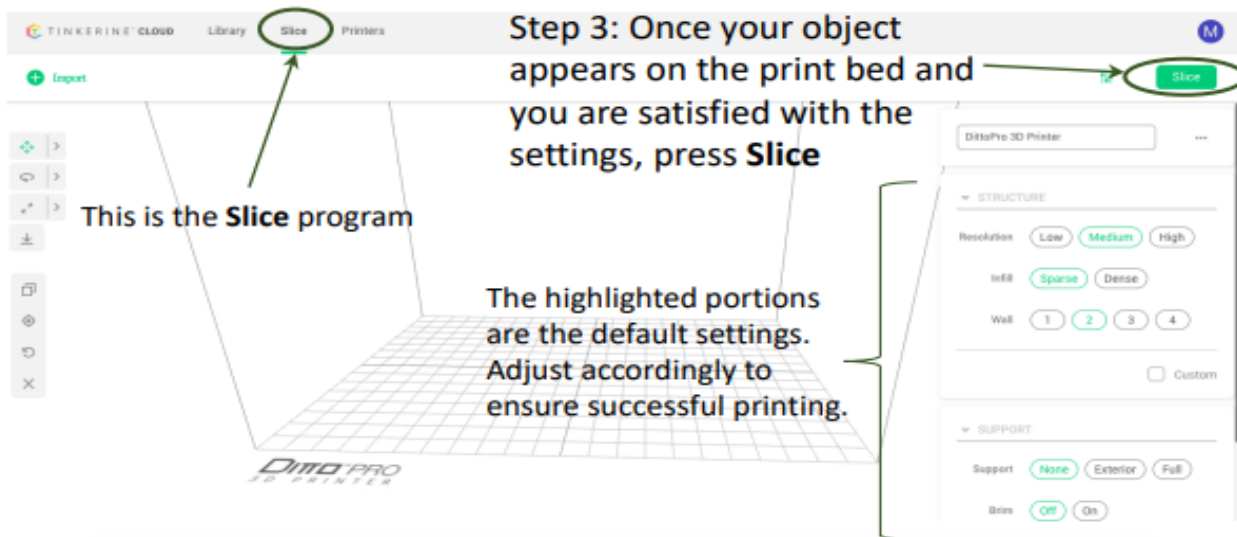 TINKERINE CLOUD Library Slice Printers M
Step 3: Once your object
appears on the print bed and
you are satisfied with the
settings, press Slice
Import
Slice
This is the Slice program
DittoPro 3D Printer ...
STRUCTURE
Resolution Low Medium High
Infill Sparse Dense
Wall 1 2 3 4
Custom
The highlighted portions
are the default settings.
Adjust accordingly to
ensure successful printing.
SUPPORT
Support None Exterior Full
Brim Off On
DITTO PRO
3D PRINTER